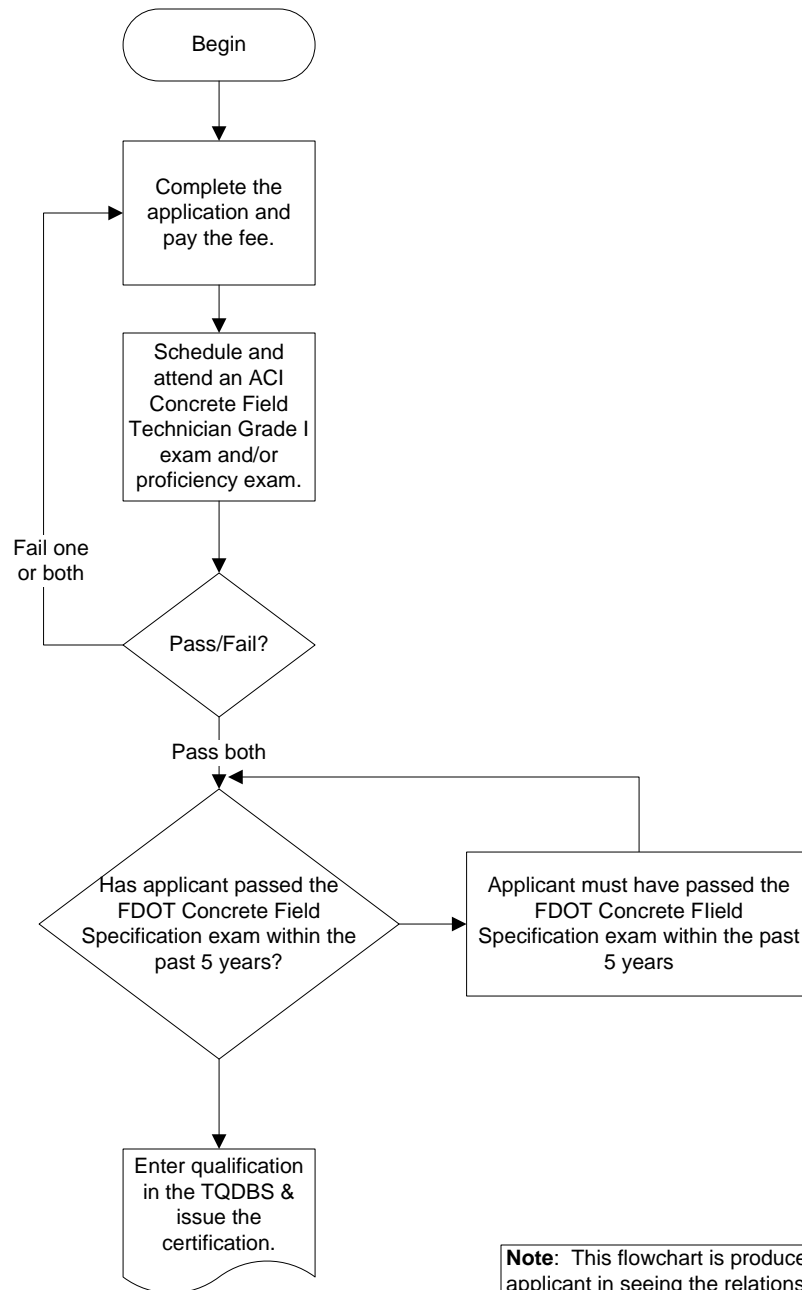 Begin
Complete the
application and
pay the fee.
Schedule and
attend an ACI
Concrete Field
Technician Grade I
exam and/or
proficiency exam.
Fail one
or both
Pass/Fail?
Pass both
Has applicant passed the
FDOT Concrete Field
Specification exam within the
past 5 years?
Applicant must have passed the
FDOT Concrete FIield
Specification exam within the past
5 years
Enter qualification
in the TQDBS &
issue the
certification.
Note: This flowchart is produce
applicant in seeing the relations